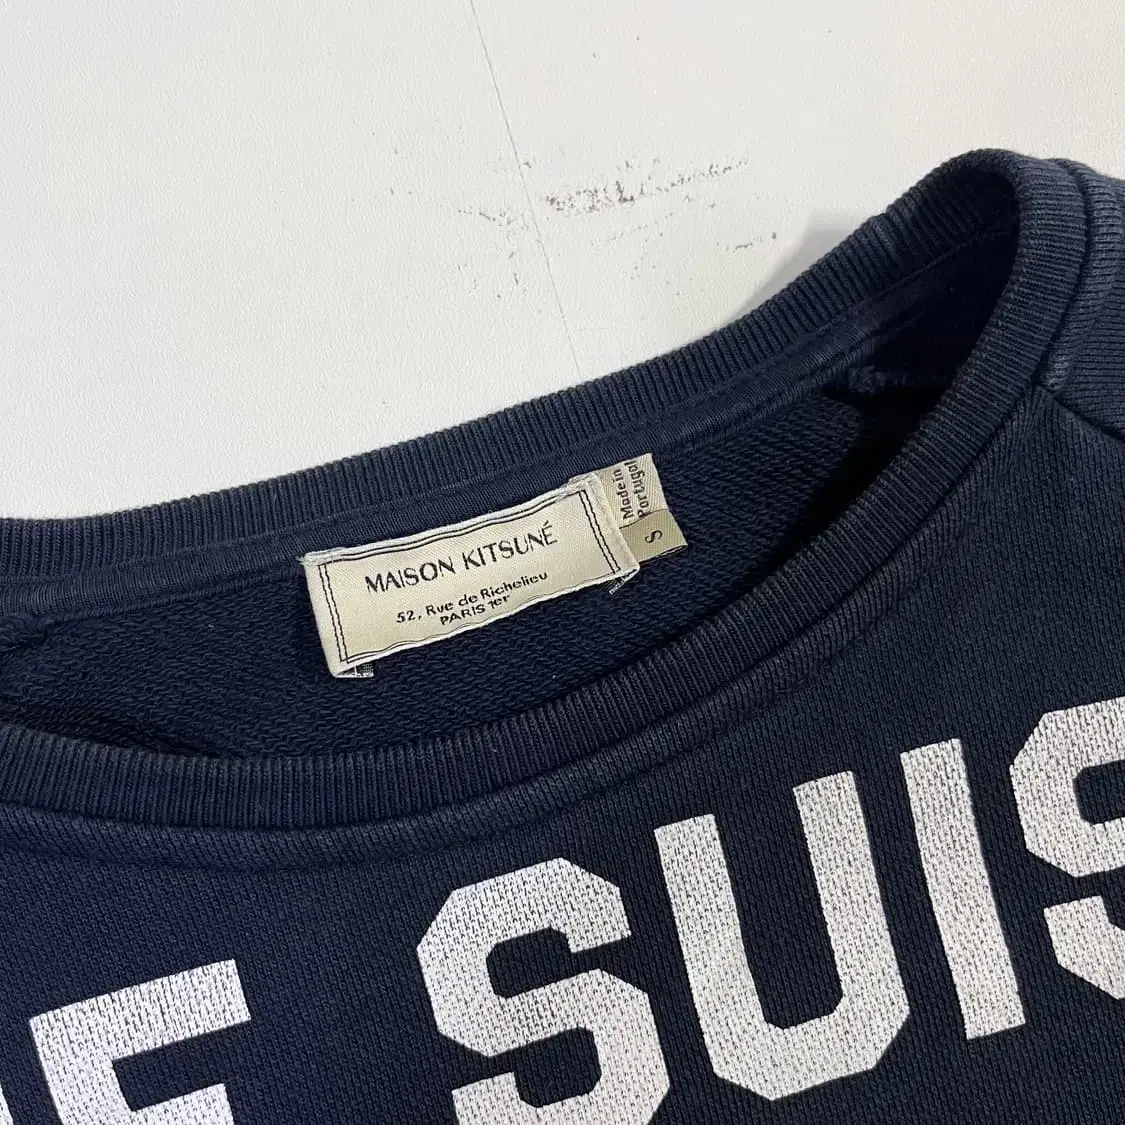 MAISON KITSUNÉ
52, Rue de Richelieu
PARIS 1er
Made in
Portugal
S
E SUIS